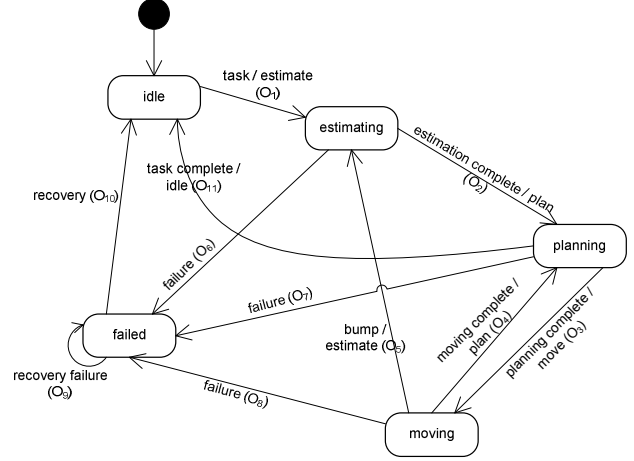 idle
task / estimate
(O1)
estimating
estimation complete / plan
(O2)
task complete /
idle (O11)
recovery (O10)
planning
failure (O6)
failure (O7)
moving complete /
plan (O4)
planning complete /
move (O3)
bump /
estimate (O5)
failed
recovery failure
(O9)
failure (O8)
moving